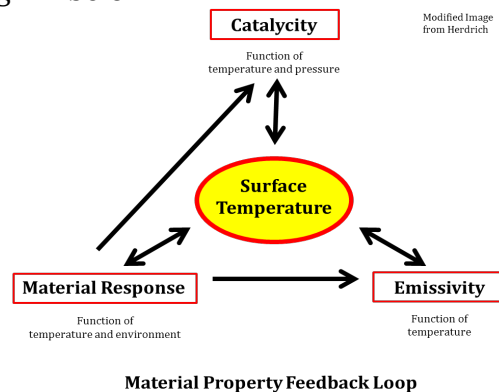 Catalycity
Modified Image
from Herdrich
Function of
temperature and pressure
Surface
Temperature
Material Response
Emissivity
Function of
temperature and environment
Function of
temperature
Material Property Feedback Loop